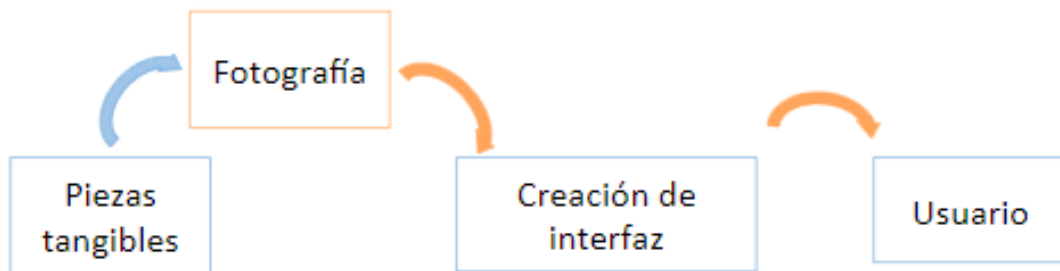 Fotografía
Piezas
tangibles
Creación de
interfaz
Usuario